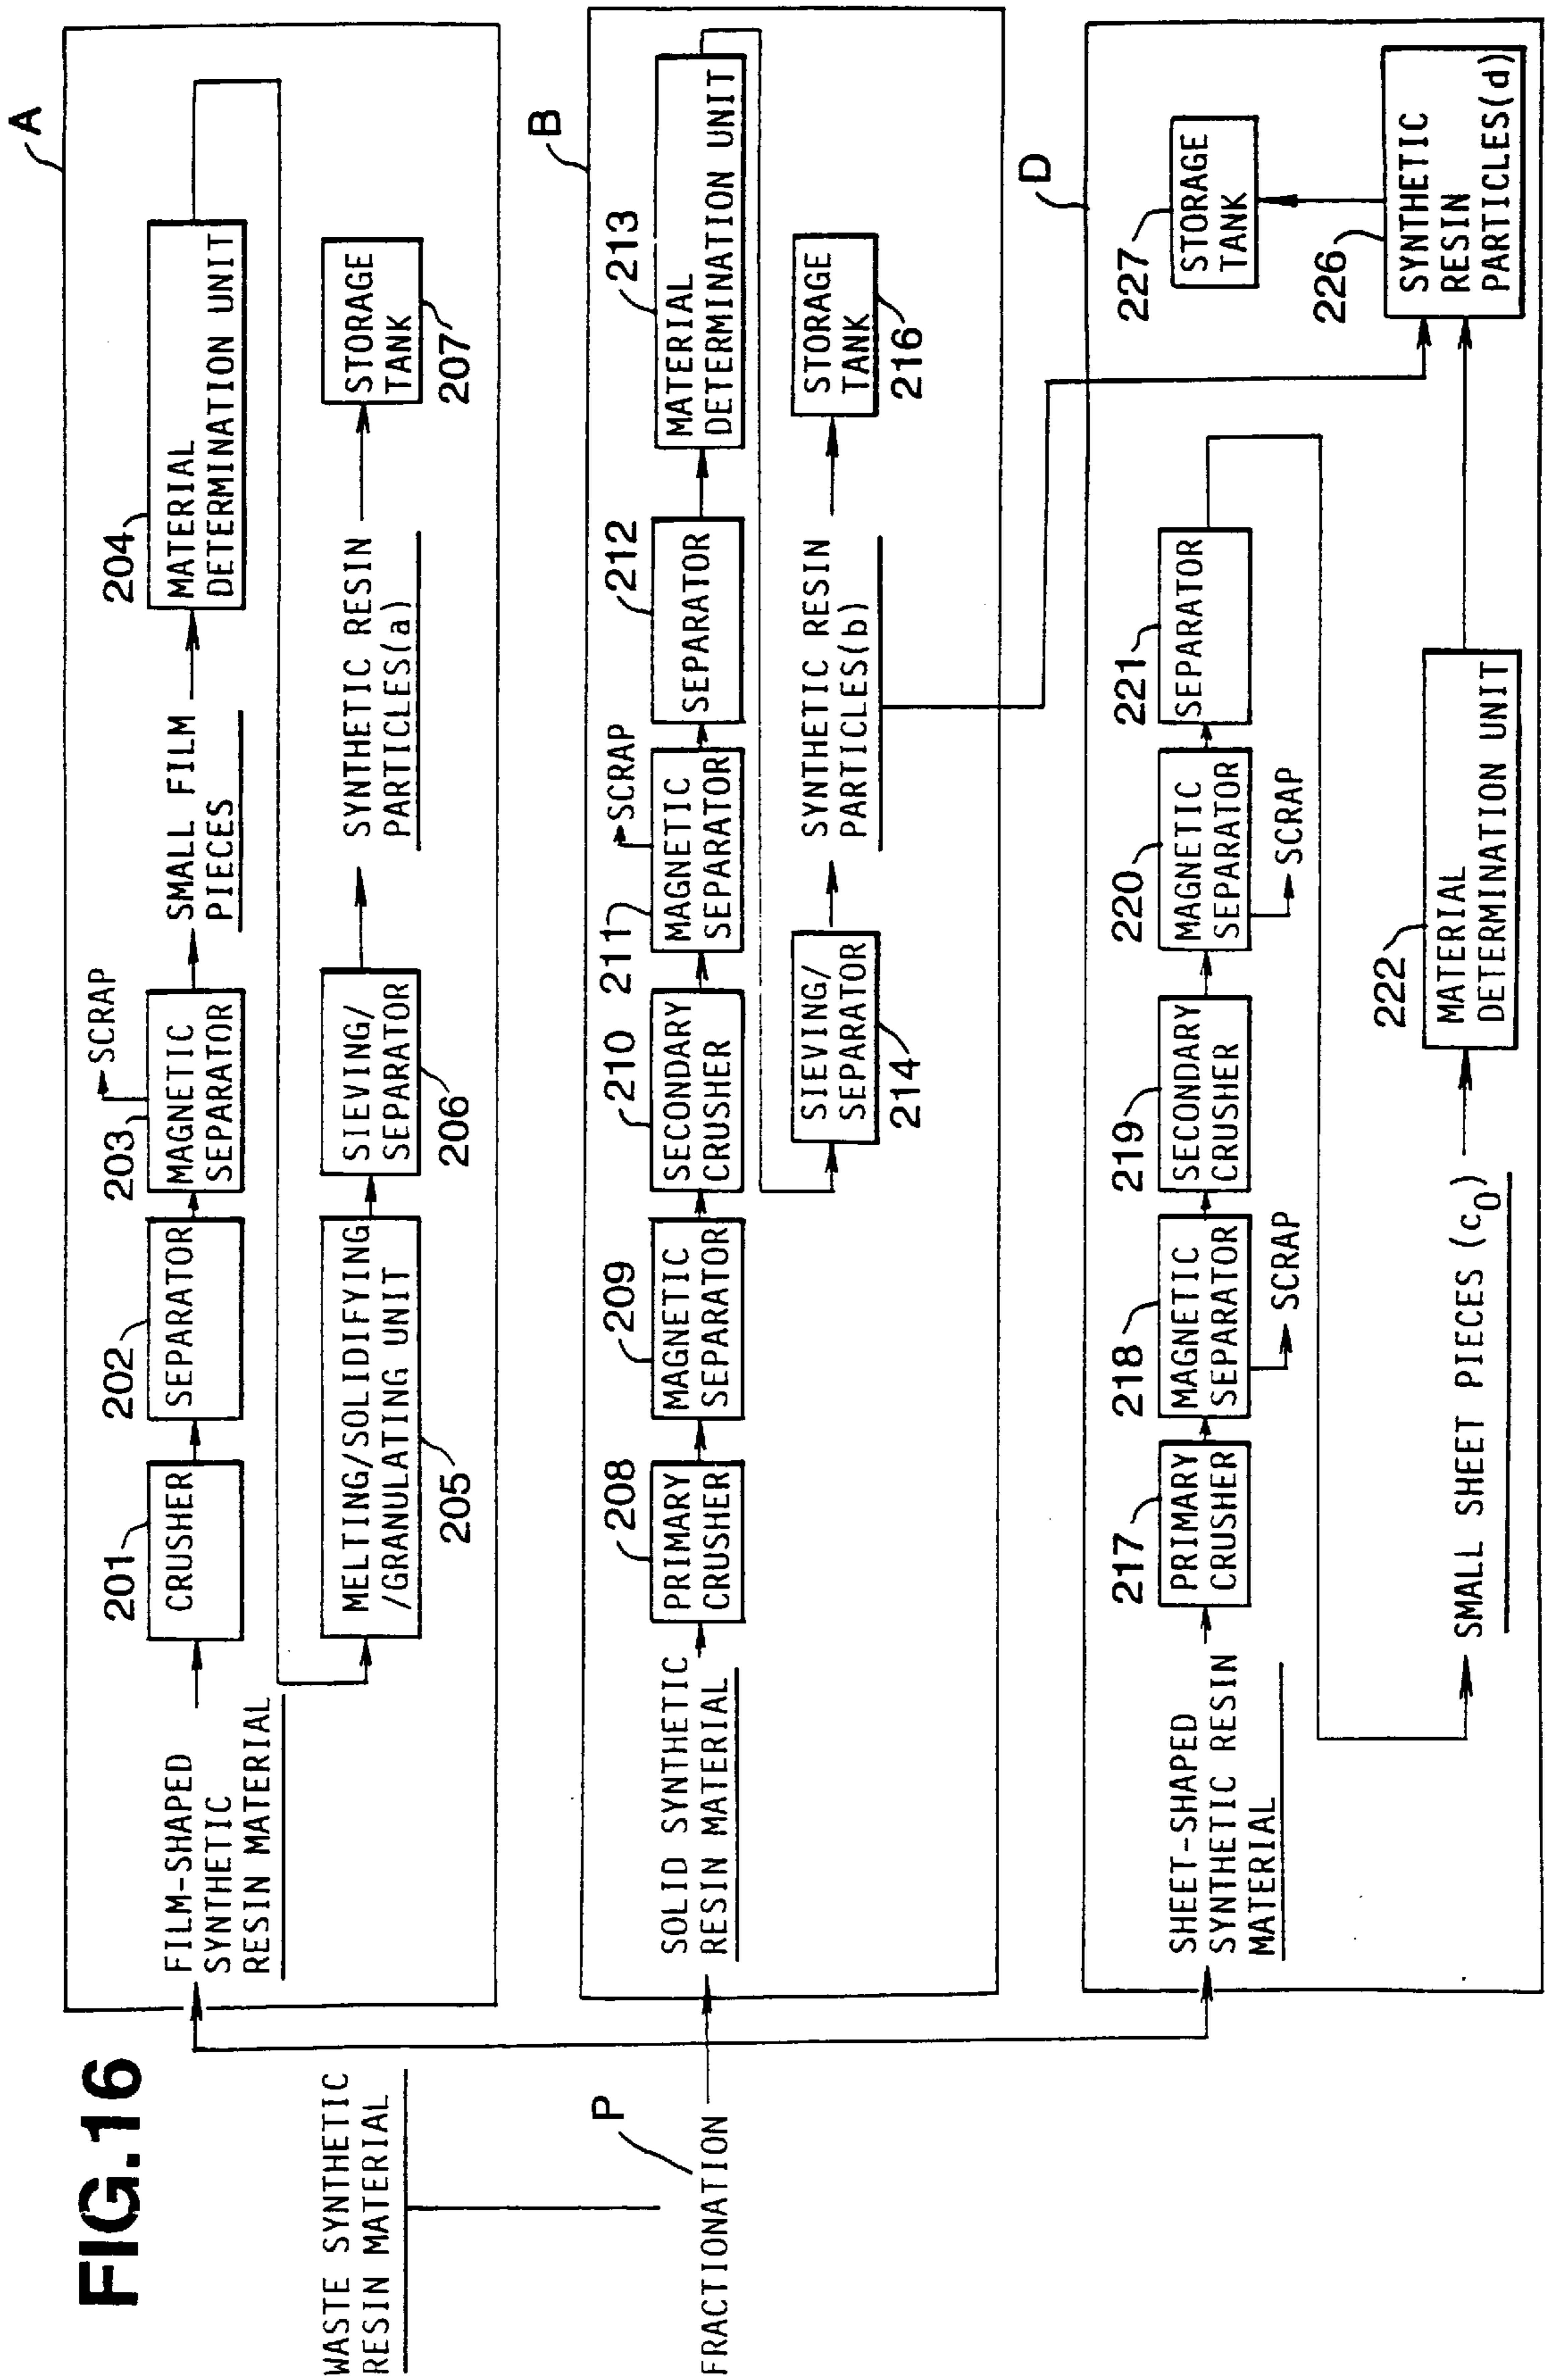 FIG.16
WASTE SYNTHETIC
RESIN MATERIAL
P
FRACTIONATION
A
FILM-SHAPED
SYNTHETIC
RESIN MATERIAL
201
CRUSHER
202
SEPARATOR
203
MAGNETIC
SEPARATOR
SCRAP
SMALL FILM
PIECES
204
MATERIAL
DETERMINATION UNIT
MELTING/SOLIDIFYING
/GRANULATING UNIT
205
SIEVING/
SEPARATOR
206
SYNTHETIC RESIN
PARTICLES(a)
STORAGE
TANK
207
B
SOLID SYNTHETIC
RESIN MATERIAL
208
PRIMARY
CRUSHER
209
MAGNETIC
SEPARATOR
210
SECONDARY
CRUSHER
211
MAGNETIC
SEPARATOR
SCRAP
212
SEPARATOR
213
MATERIAL
DETERMINATION UNIT
SIEVING/
SEPARATOR
214
SYNTHETIC RESIN
PARTICLES(b)
STORAGE
TANK
216
D
SHEET-SHAPED
SYNTHETIC RESIN
MATERIAL
217
PRIMARY
CRUSHER
218
MAGNETIC
SEPARATOR
SCRAP
219
SECONDARY
CRUSHER
220
MAGNETIC
SEPARATOR
SCRAP
221
SEPARATOR
SMALL SHEET PIECES (c0)
222
MATERIAL
DETERMINATION UNIT
226
SYNTHETIC
RESIN
PARTICLES(d)
227
STORAGE
TANK